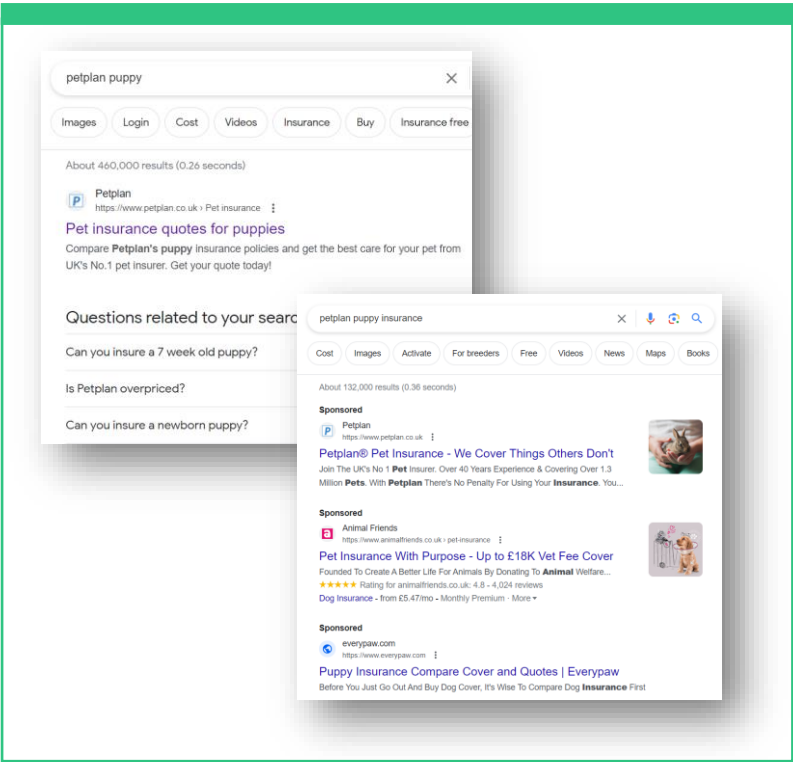 petplan puppy
Images Login Cost Videos Insurance Buy Insurance free
About 460,000 results (0.26 seconds)
Petplan
https://www.petplan.co.uk › Pet insurance
Pet insurance quotes for puppies
Compare Petplan's puppy insurance policies and get the best care for your pet from
UK's No.1 pet insurer. Get your quote today!
Questions related to your searc
Can you insure a 7 week old puppy?
Is Petplan overpriced?
Can you insure a newborn puppy?
petplan puppy insurance
Cost Images Activate For breeders Free Videos News Maps Books
About 132,000 results (0.36 seconds)
Sponsored
Petplan
https://www.petplan.co.uk
Petplan® Pet Insurance - We Cover Things Others Don't
Join The UK's No 1 Pet Insurer. Over 40 Years Experience & Covering Over 1.3
Million Pets. With Petplan There's No Penalty For Using Your Insurance. You...
Sponsored
Animal Friends
https://www.animalfriends.co.uk › pet-insurance
Pet Insurance With Purpose - Up to £18K Vet Fee Cover
Founded To Create A Better Life For Animals By Donating To Animal Welfare...
★★★★★ Rating for animalfriends.co.uk: 4.8 - 4,024 reviews
Dog Insurance - from £5.47/mo - Monthly Premium · More ▾
Sponsored
everypaw.com
https://www.everypaw.com
Puppy Insurance Compare Cover and Quotes | Everypaw
Before You Just Go Out And Buy Dog Cover, It's Wise To Compare Dog Insurance First